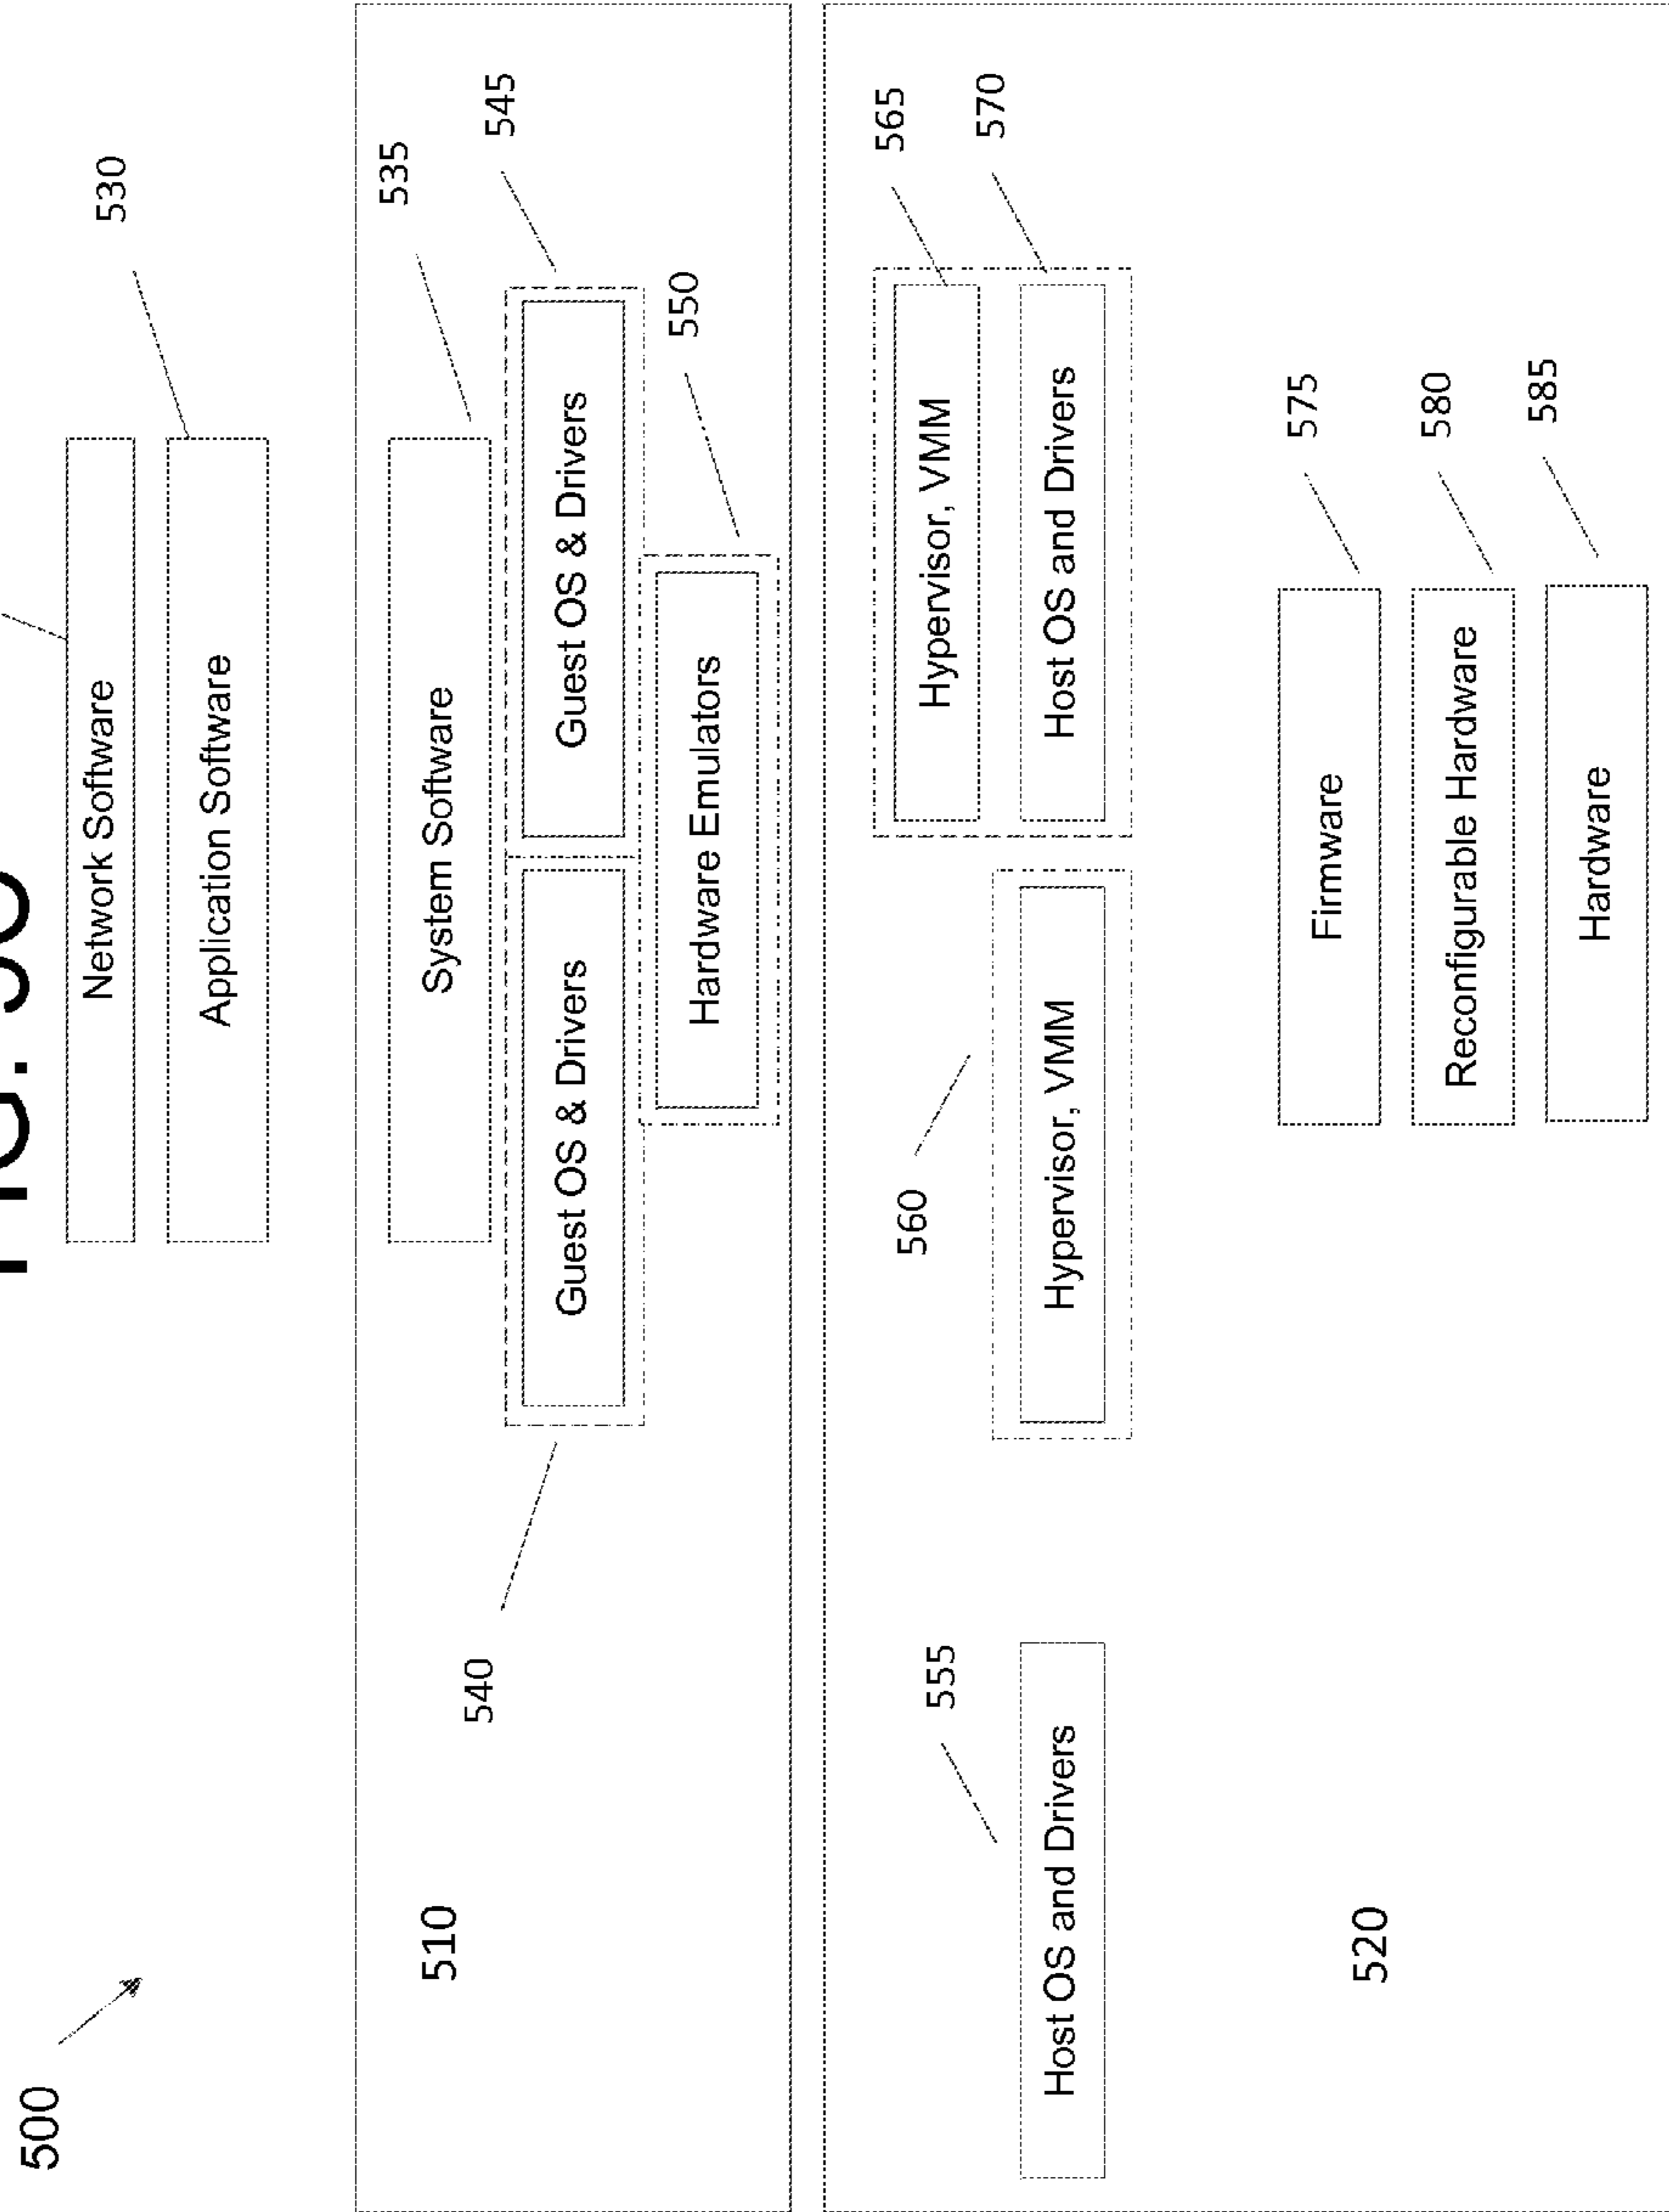 500
FIG.
Network Software
530
Application Software
535
510
System Software
540
545
Guest OS & Drivers
Guest OS & Drivers
550
Hardware Emulators
565
560
Hypervisor, VMM
555
570
Host OS and Drivers
Hypervisor, VMM
Host OS and Drivers
575
Firmware
520
580
Reconfigurable Hardware
585
Hardware